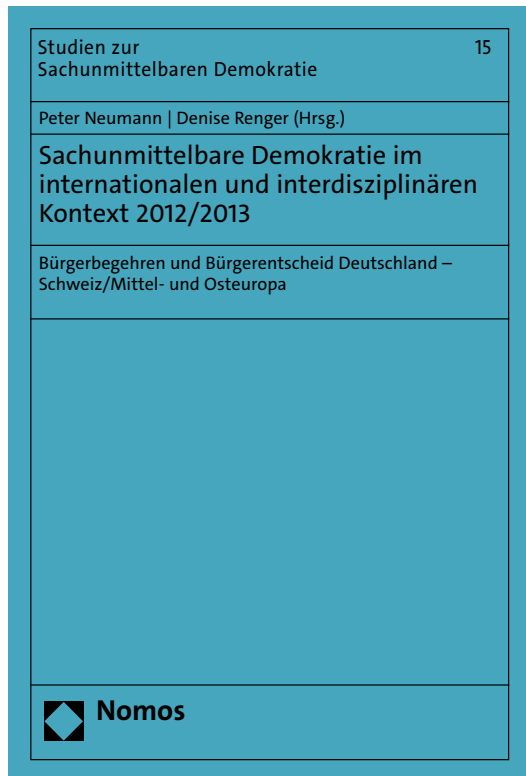 Studien zur
Sachunmittelbaren Demokratie
15
Peter Neumann | Denise Renger (Hrsg.)
Sachunmittelbare Demokratie im
internationalen und interdisziplinären
Kontext 2012/2013
Bürgerbegehren und Bürgerentscheid Deutschland –
Schweiz/Mittel- und Osteuropa
Nomos